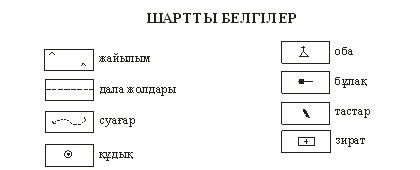 ШАРТТЫ БЕЛГІЛЕР
жайылым
дала жолдары
суағар
құдық
оба
бұлақ
тастар
зират